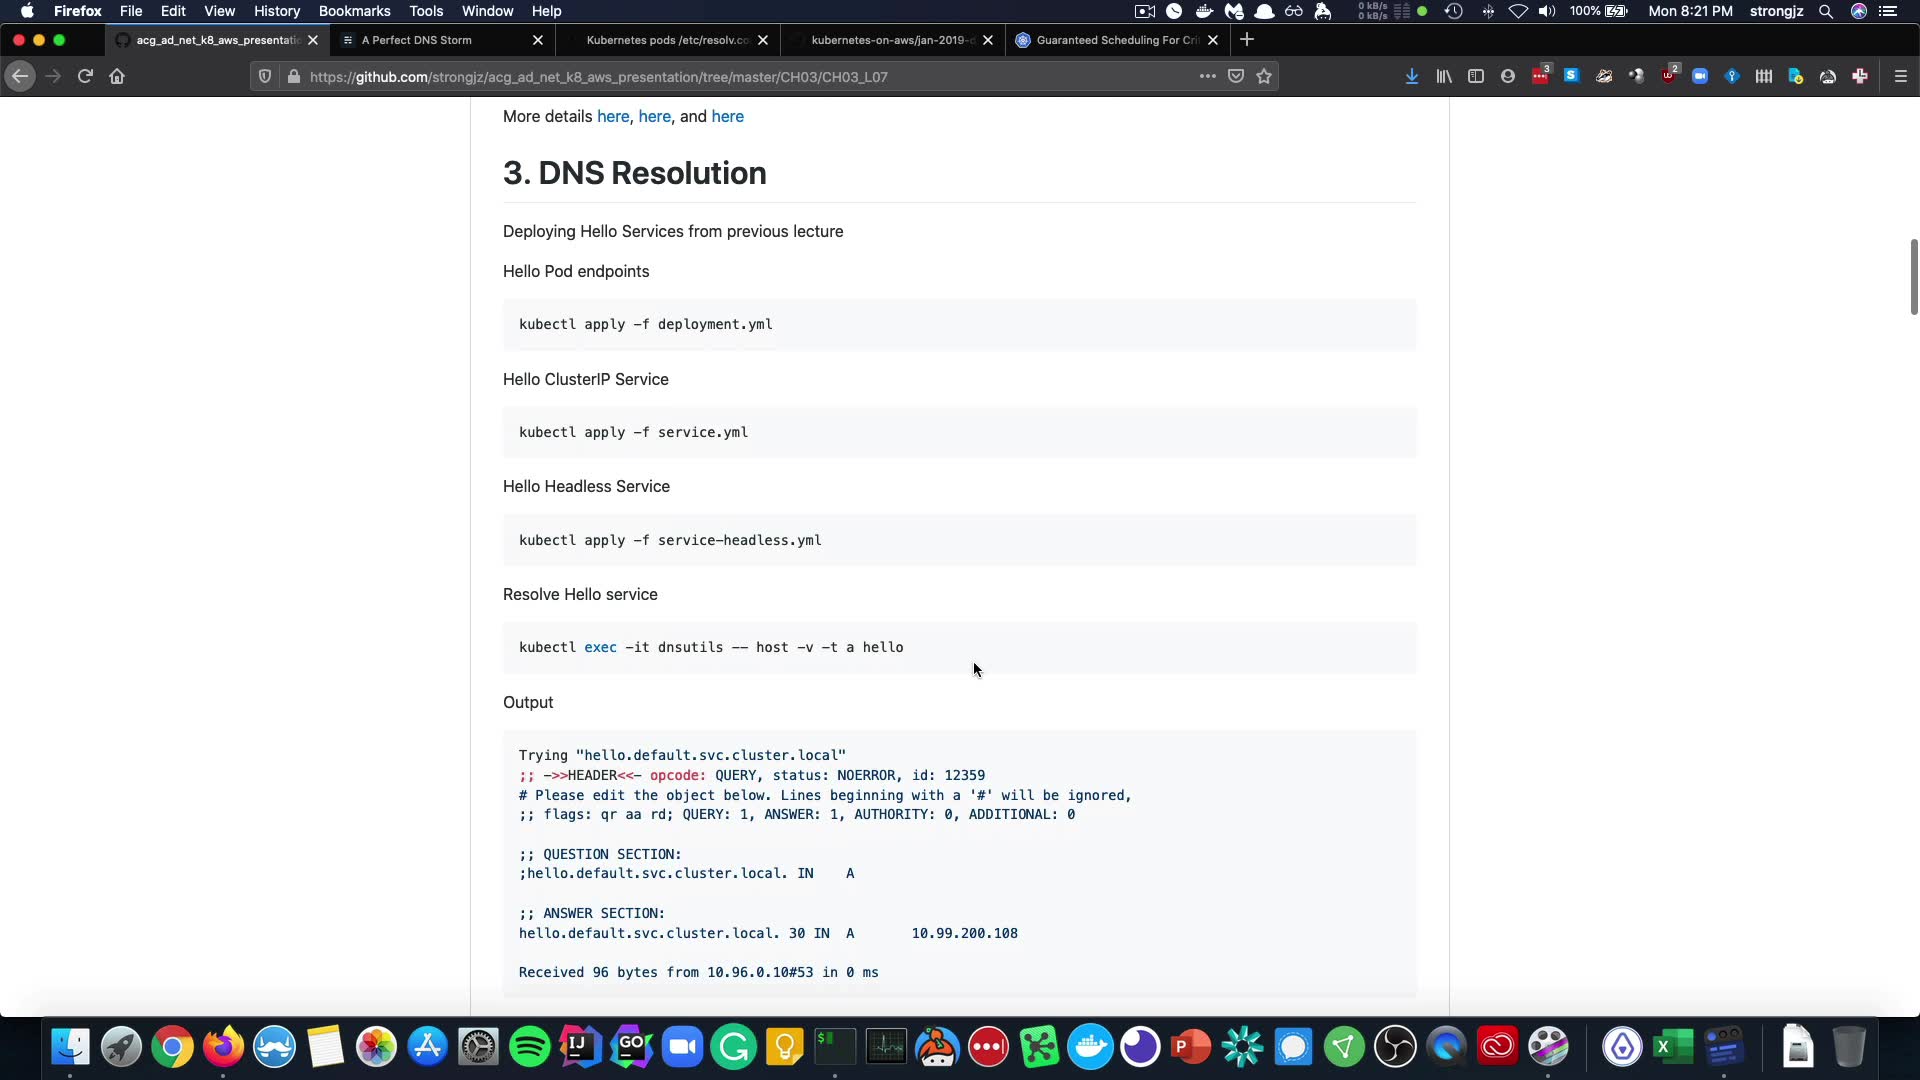 Firefox File Edit View History Bookmarks Tools Window Help
0 kB/s
0 kB/s
100% Mon 8:21 PM strongjz
acg_ad_net_k8_aws_presentatio
A Perfect DNS Storm
Kubernetes pods /etc/resolv.co
kubernetes-on-aws/jan-2019-d
Guaranteed Scheduling For Cri
https://github.com/strongjz/acg_ad_net_k8_aws_presentation/tree/master/CH03/CH03_L07
3
2
More details here, here, and here
3. DNS Resolution
Deploying Hello Services from previous lecture
Hello Pod endpoints
kubectl apply -f deployment.yml
Hello ClusterIP Service
kubectl apply -f service.yml
Hello Headless Service
kubectl apply -f service-headless.yml
Resolve Hello service
kubectl exec -it dnsutils -- host -v -t a hello
Output
Trying "hello.default.svc.cluster.local"
;; ->>HEADER<<- opcode: QUERY, status: NOERROR, id: 12359
# Please edit the object below. Lines beginning with a '#' will be ignored,
;; flags: qr aa rd; QUERY: 1, ANSWER: 1, AUTHORITY: 0, ADDITIONAL: 0
;; QUESTION SECTION:
;hello.default.svc.cluster.local. IN A
;; ANSWER SECTION:
hello.default.svc.cluster.local. 30 IN A 10.99.200.108
Received 96 bytes from 10.96.0.10#53 in 0 ms